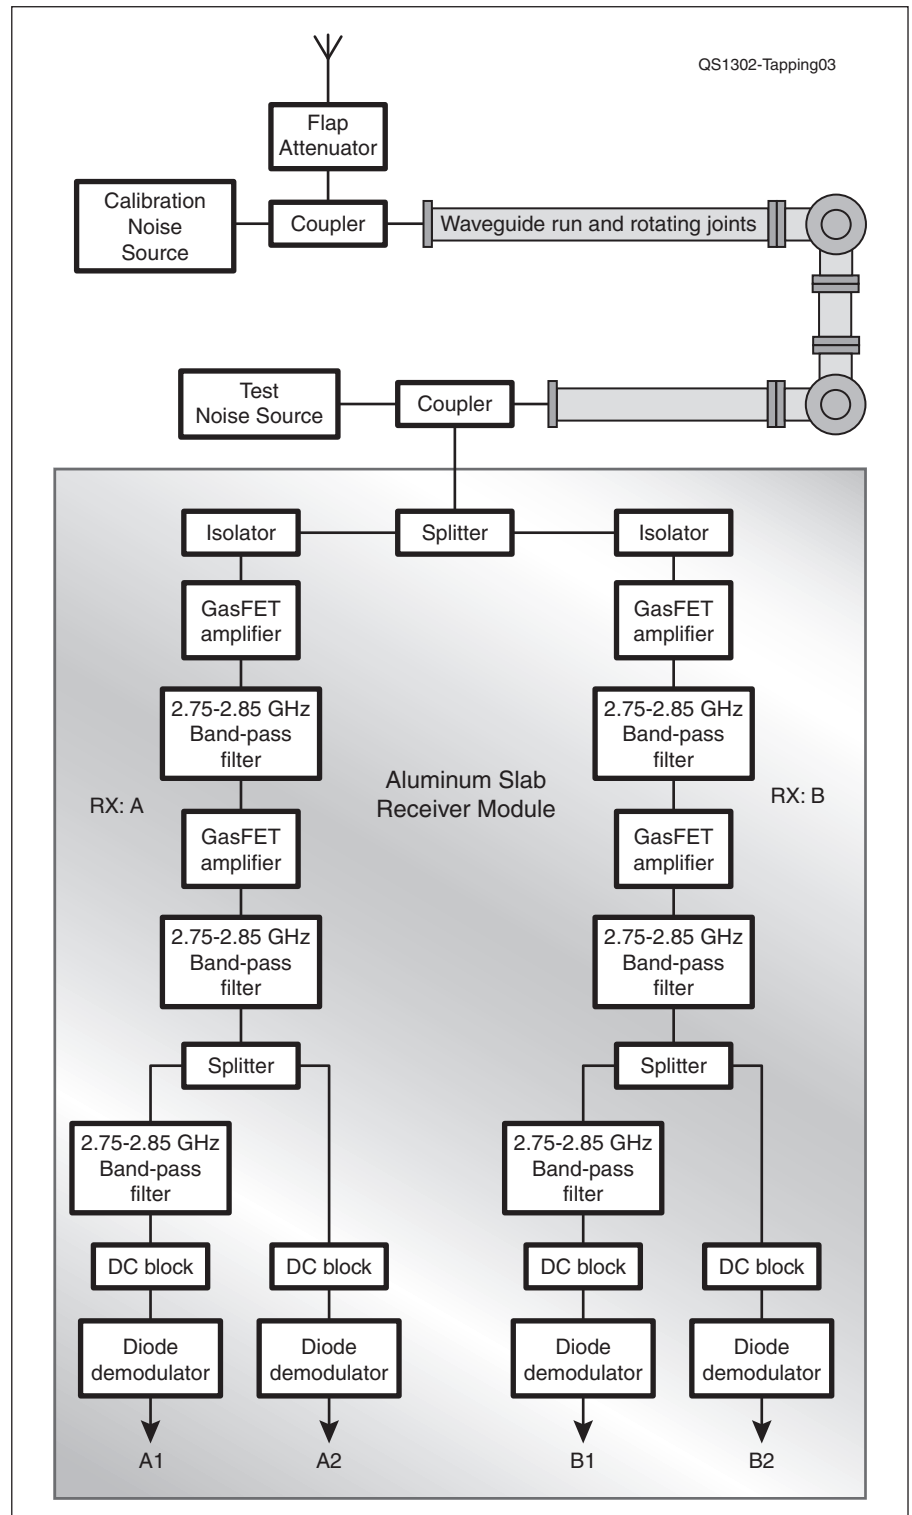 QS1302-Tapping03
Flap
Attenuator
Calibration
Noise
Source
Coupler
Waveguide run and rotating joints
Test
Noise Source
Coupler
Isolator
Splitter
Isolator
GasFET
amplifier
GasFET
amplifier
2.75-2.85 GHz
Band-pass
filter
2.75-2.85 GHz
Band-pass
filter
RX: A
Aluminum Slab
Receiver Module
RX: B
GasFET
amplifier
GasFET
amplifier
2.75-2.85 GHz
Band-pass
filter
2.75-2.85 GHz
Band-pass
filter
Splitter
Splitter
2.75-2.85 GHz
Band-pass
filter
2.75-2.85 GHz
Band-pass
filter
DC block
DC block
DC block
DC block
Diode
demodulator
Diode
demodulator
Diode
demodulator
Diode
demodulator
A1
A2
B1
B2